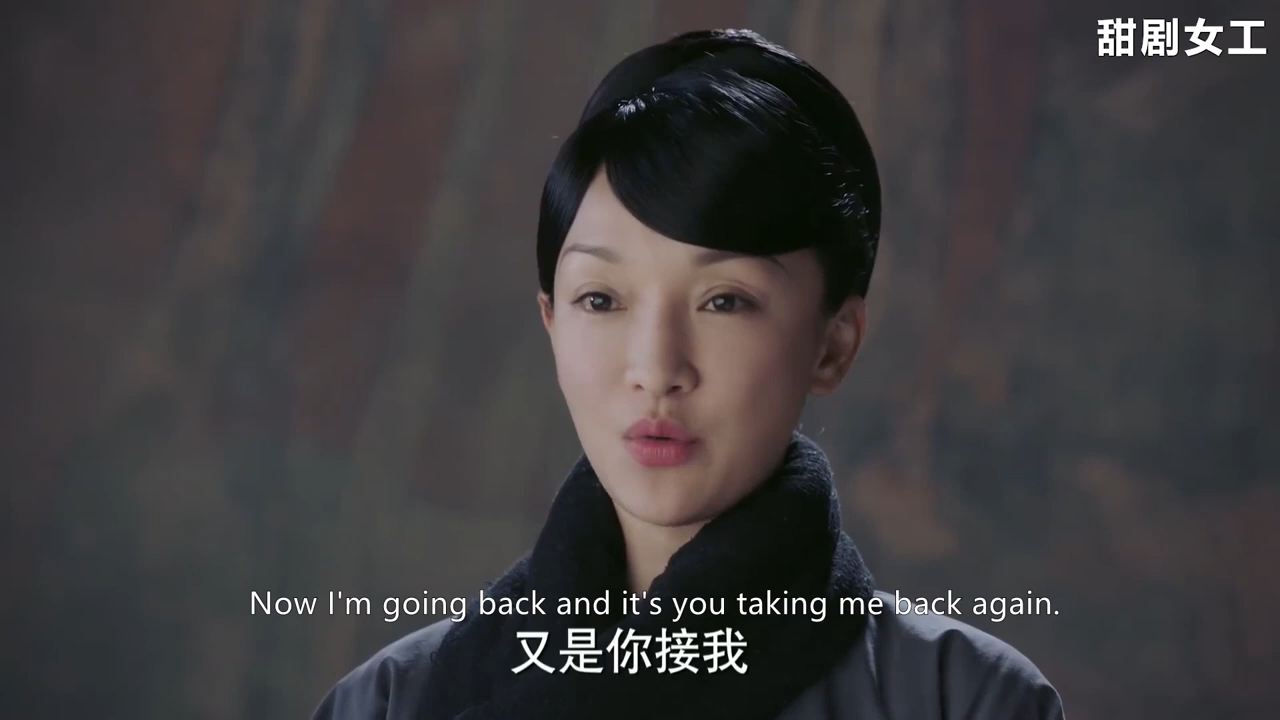 甜剧女工
Now I'm going back and it's you taking me back again.
又是你接我